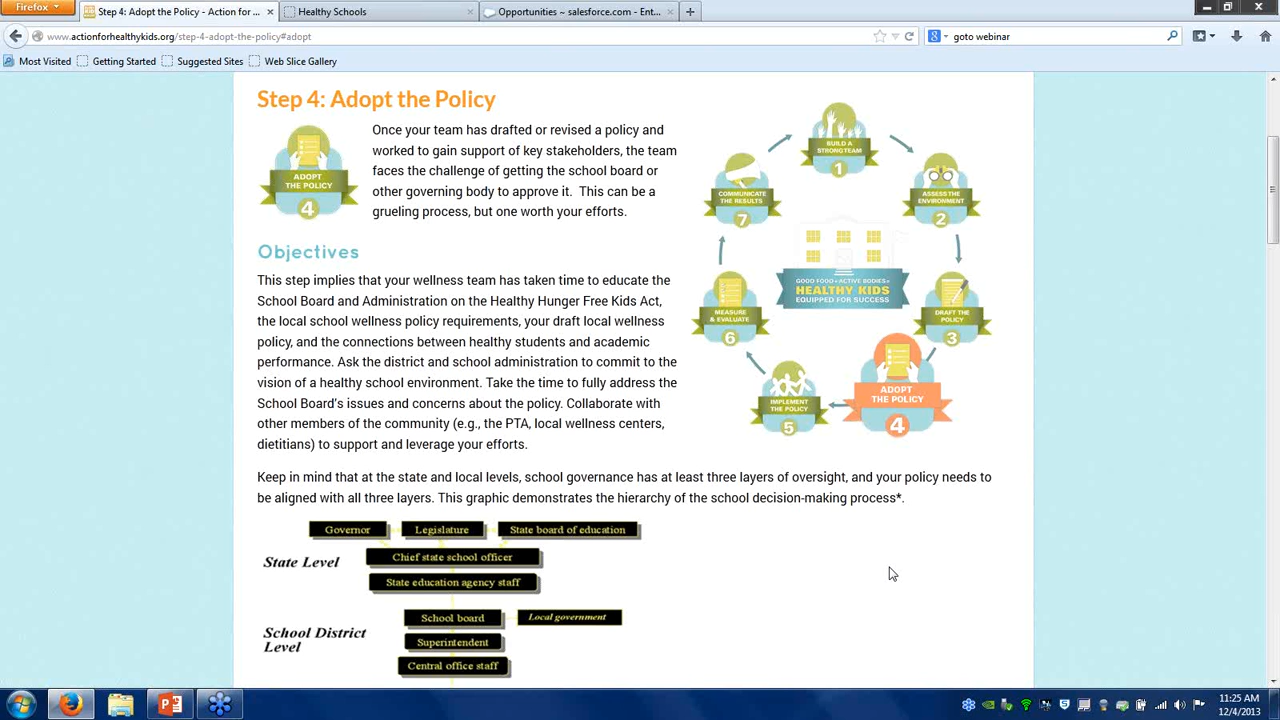 Firefox
Step 4: Adopt the Policy - Action for ...
Healthy Schools
Opportunities ~ salesforce.com - Ent...
www.actionforhealthykids.org/step-4-adopt-the-policy#adopt
goto webinar
Most Visited
Getting Started
Suggested Sites
Web Slice Gallery
Step 4: Adopt the Policy
ADOPT
THE POLICY
4
Once your team has drafted or revised a policy and
worked to gain support of key stakeholders, the team
faces the challenge of getting the school board or
other governing body to approve it.  This can be a
grueling process, but one worth your efforts.
BUILD A
STRONG TEAM
1
ASSESS THE
ENVIRONMENT
2
DRAFT THE
POLICY
3
ADOPT
THE POLICY
4
IMPLEMENT
THE POLICY
5
MEASURE
& EVALUATE
6
COMMUNICATE
THE RESULTS
7
GOOD FOOD + ACTIVE BODIES =
HEALTHY KIDS
EQUIPPED FOR SUCCESS
Objectives
This step implies that your wellness team has taken time to educate the
School Board and Administration on the Healthy Hunger Free Kids Act,
the local school wellness policy requirements, your draft local wellness
policy, and the connections between healthy students and academic
performance. Ask the district and school administration to commit to the
vision of a healthy school environment. Take the time to fully address the
School Board's issues and concerns about the policy. Collaborate with
other members of the community (e.g., the PTA, local wellness centers,
dietitians) to support and leverage your efforts.
Keep in mind that at the state and local levels, school governance has at least three layers of oversight, and your policy needs to
be aligned with all three layers. This graphic demonstrates the hierarchy of the school decision-making process*.
Governor
Legislature
State board of education
State Level
Chief state school officer
State education agency staff
School board
Local government
School District
Level
Superintendent
Central office staff
11:25 AM
12/4/2013